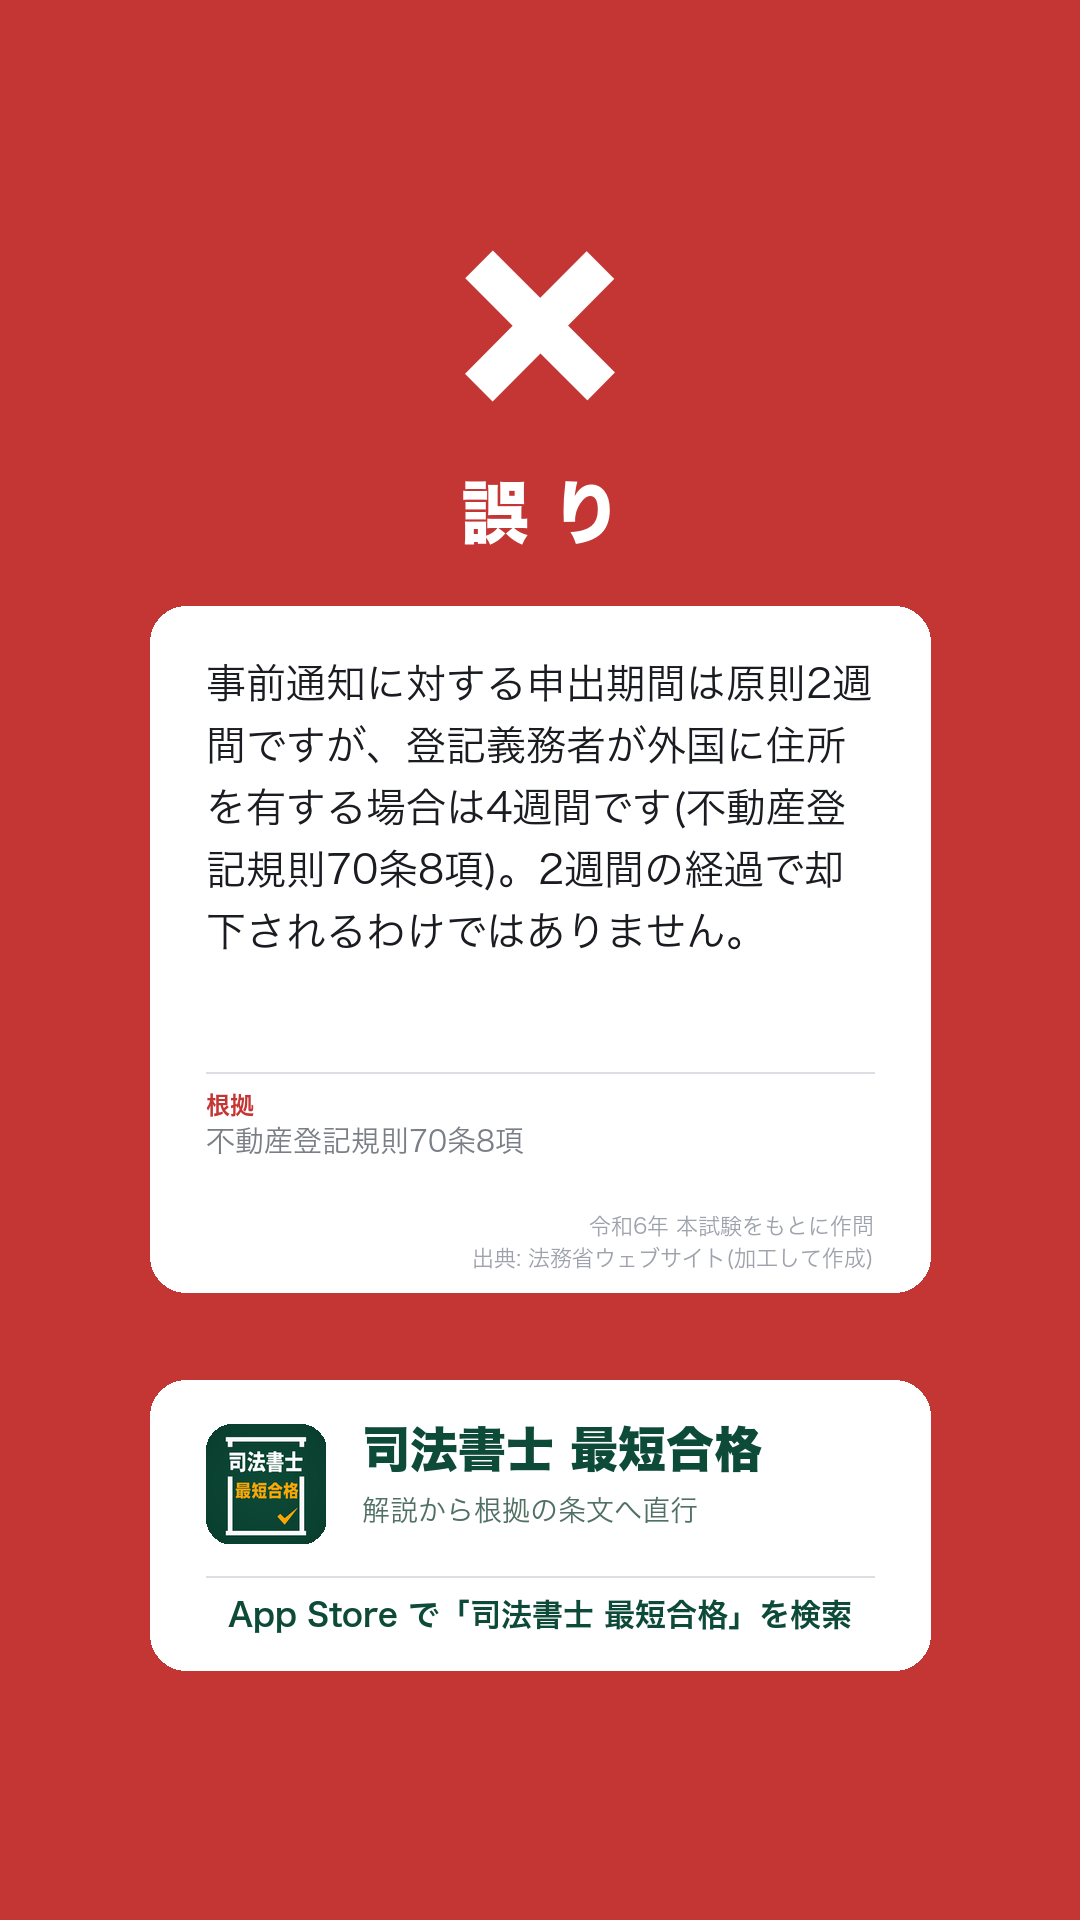 誤り
事前通知に対する申出期間は原則2週
間ですが、登記義務者が外国に住所
を有する場合は4週間です(不動産登
記規則70条8項)。2週間の経過で却
下されるわけではありません。
根拠
不動産登記規則70条8項
令和6年 本試験をもとに作問
出典: 法務省ウェブサイト(加工して作成)
司法書士
最短合格
司法書士 最短合格
解説から根拠の条文へ直行
App Store で「司法書士 最短合格」を検索